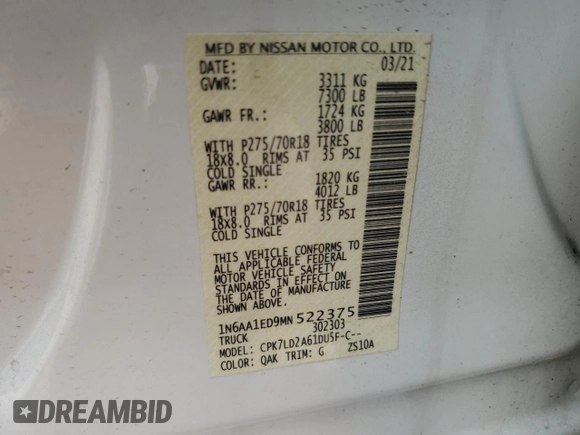 MFD BY NISSAN MOTOR CO., LTD.
DATE: 03/21
GVWR: 3311 KG
7300 LB
GAWR FR.: 1724 KG
3800 LB
WITH P275/70R18 TIRES
18x8.0 RIMS AT 35 PSI
COLD SINGLE
GAWR RR.: 1820 KG
4012 LB
WITH P275/70R18 TIRES
18x8.0 RIMS AT 35 PSI
COLD SINGLE
THIS VEHICLE CONFORMS TO
ALL APPLICABLE FEDERAL
MOTOR VEHICLE SAFETY
STANDARDS IN EFFECT ON
THE DATE OF MANUFACTURE
SHOWN ABOVE.
1N6AA1ED9MN 522375
TRUCK 302303
MODEL: CPK7LD2A61DU5F-C--
COLOR: QAK TRIM: G ZS10A
DREAMBID